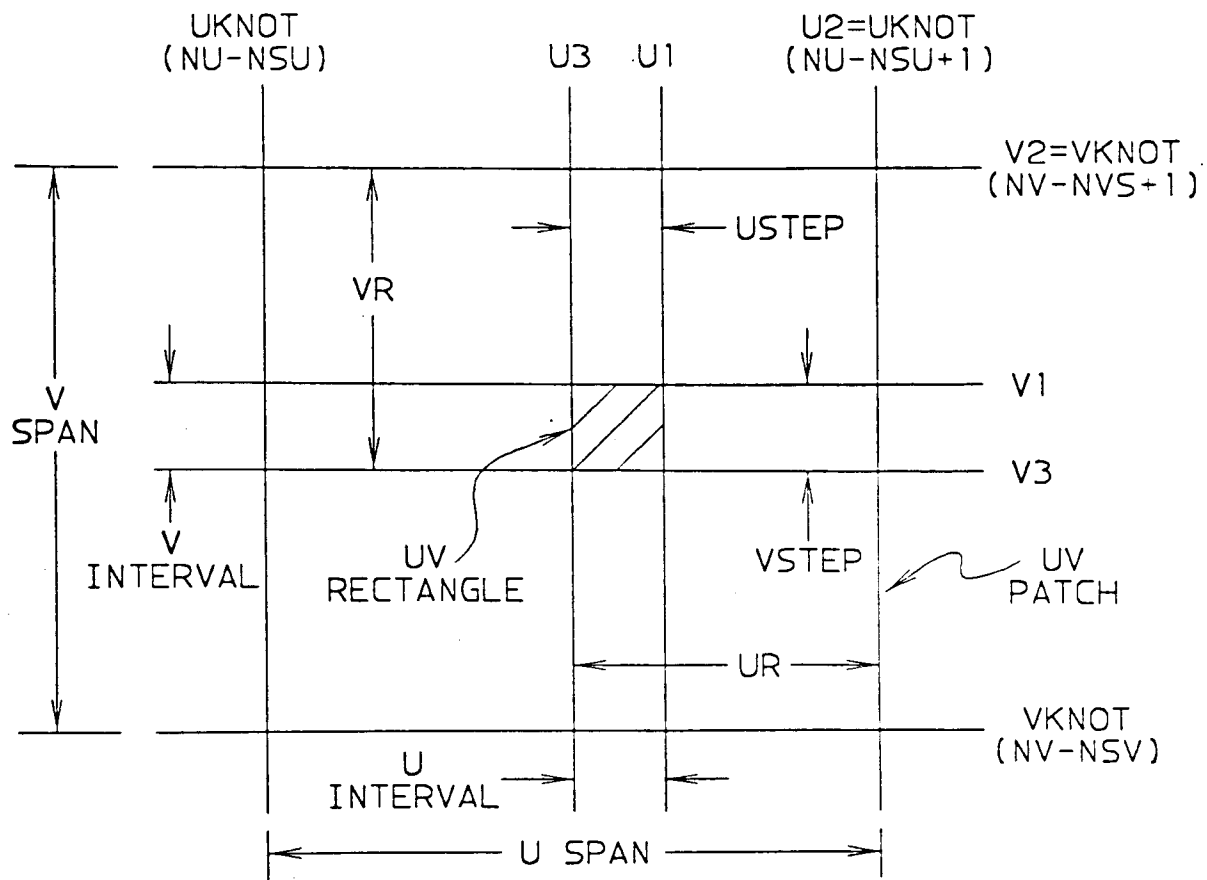 UKNOT
(NU-NSU)
U3
U1
U2=UKNOT
(NU-NSU+1)
V2=VKNOT
(NV-NVS+1)
USTEP
VR
V
SPAN
V1
V3
V
INTERVAL
UV
RECTANGLE
VSTEP
UV
PATCH
UR
VKNOT
(NV-NSV)
U
INTERVAL
U SPAN